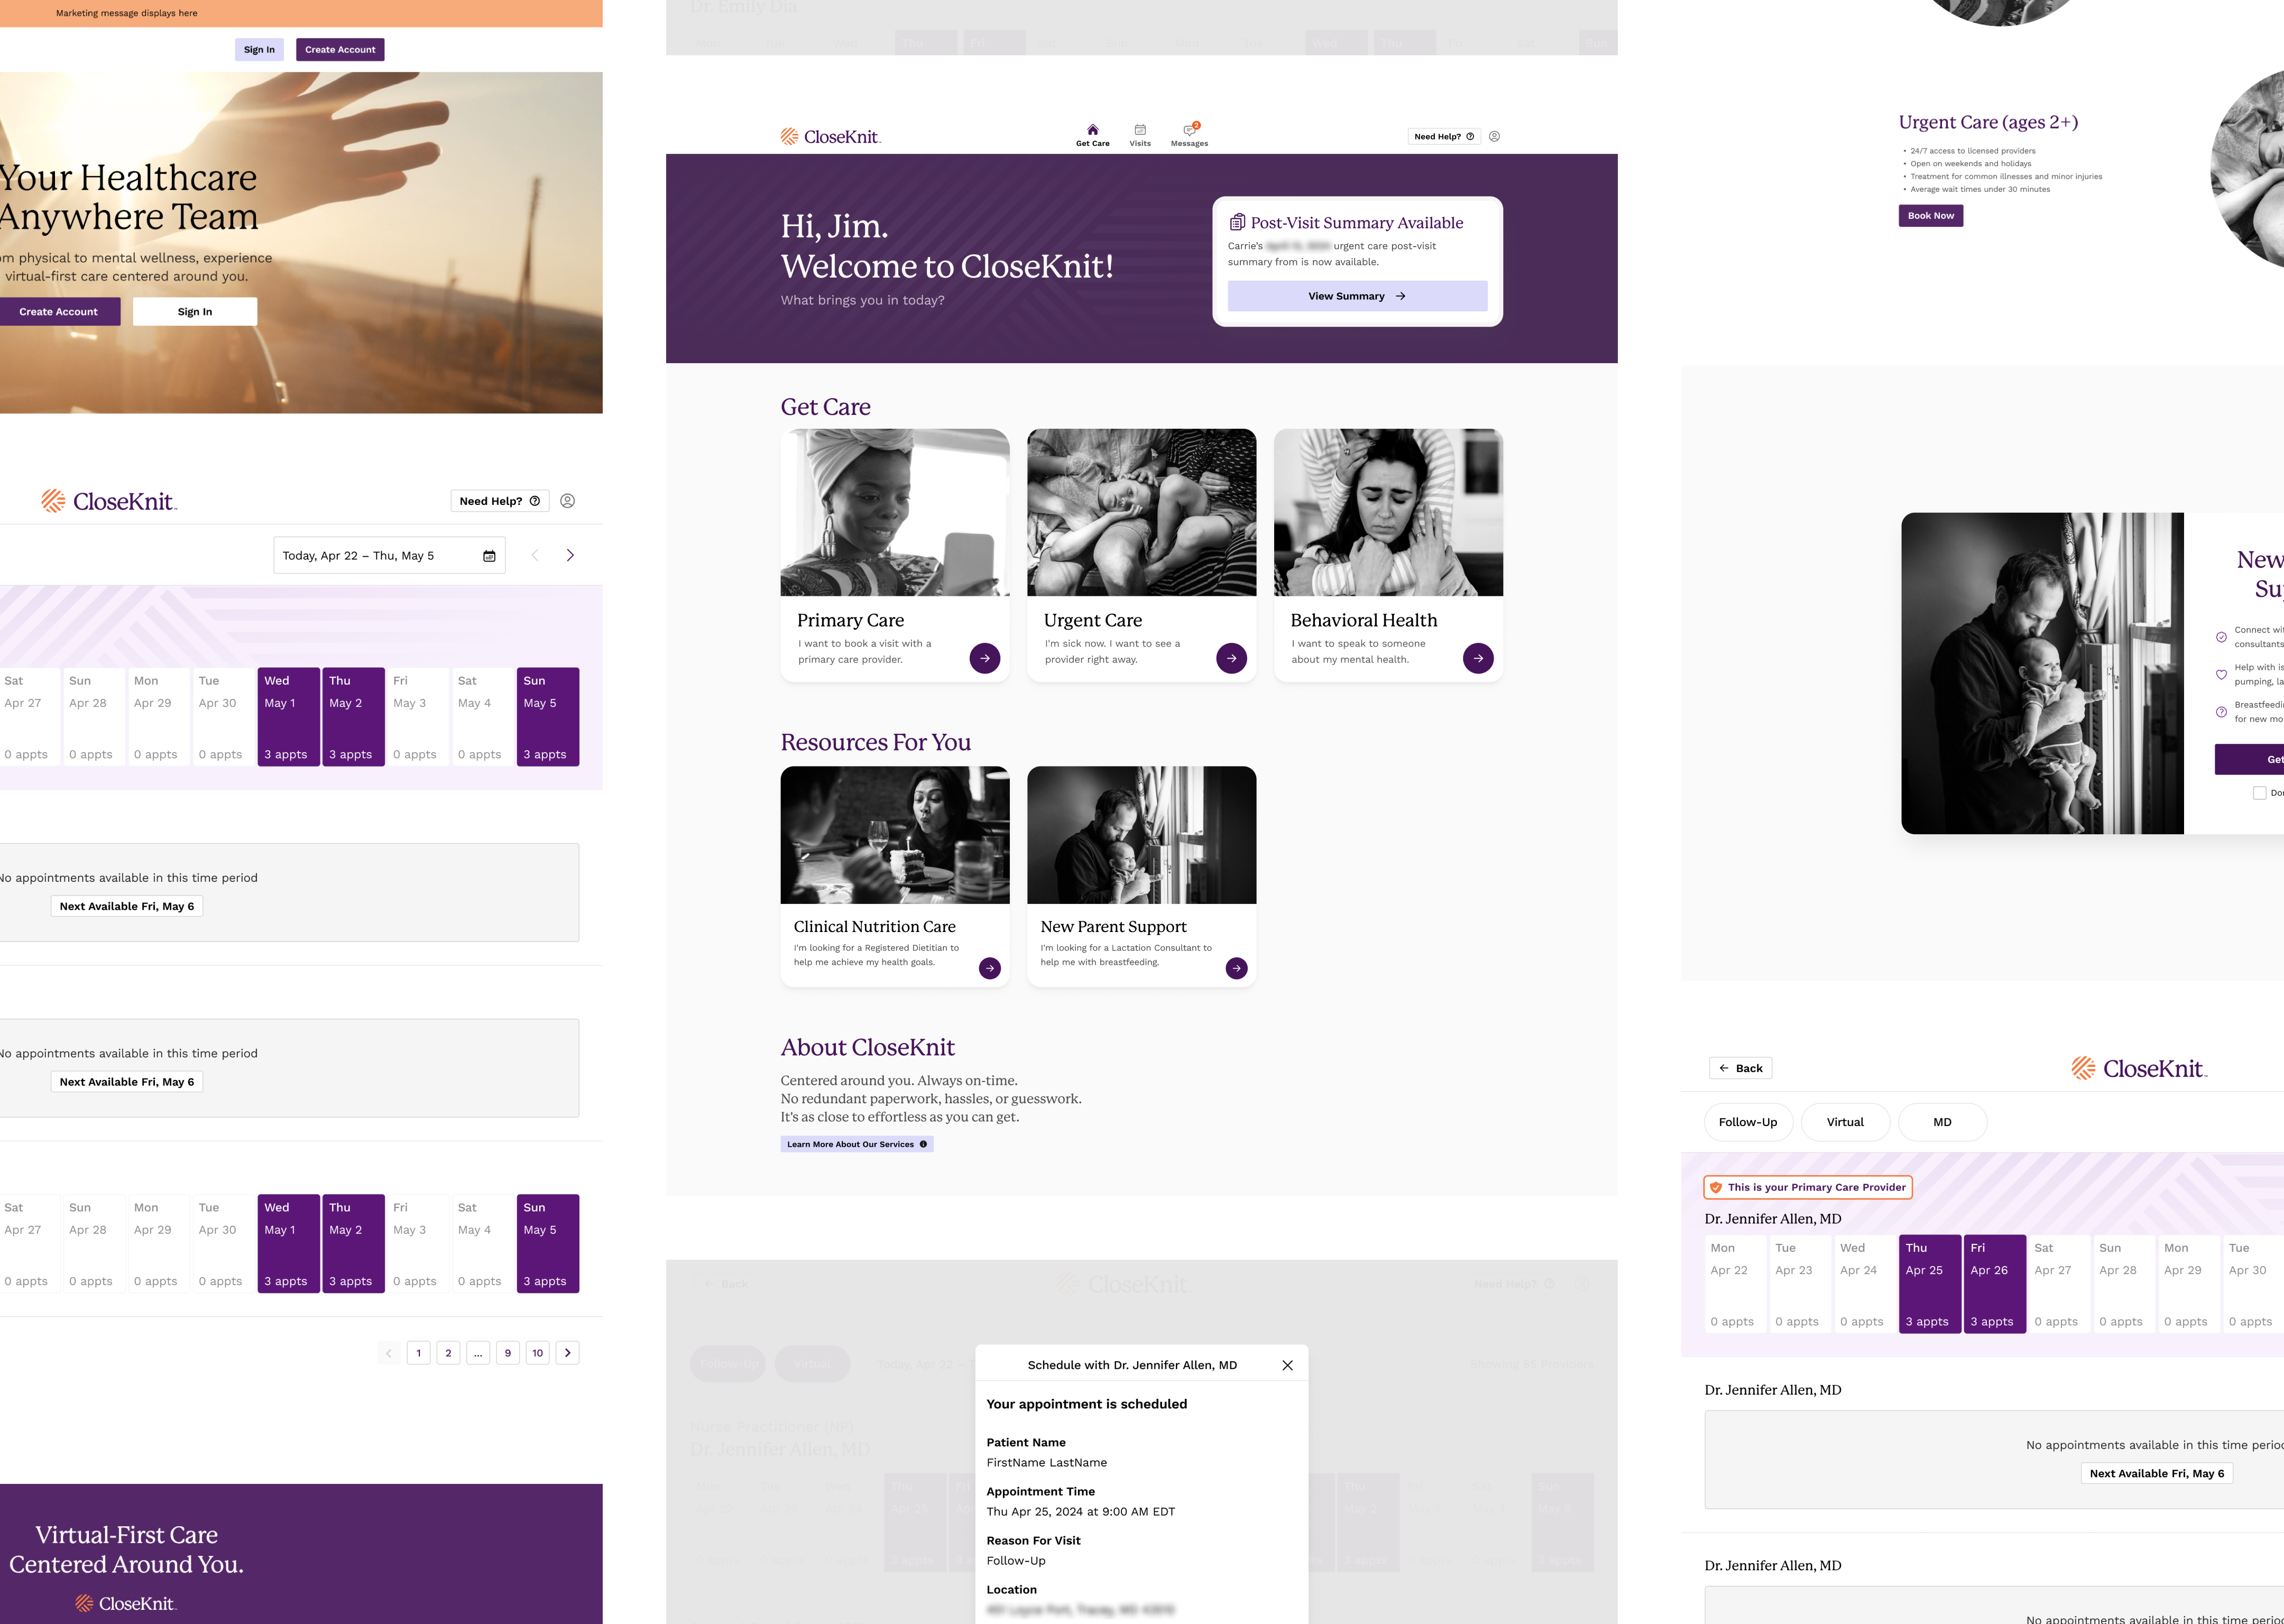 Marketing message displays here
Sign In
Create Account
Your Healthcare
Anywhere Team
om physical to mental wellness, experience
virtual-first care centered around you.
Create Account
Sign In
CloseKnit
Need Help?
Today, Apr 22 – Thu, May 5
Sat Sun Mon Tue Wed Thu Fri Sat Sun
Apr 27 Apr 28 Apr 29 Apr 30 May 1 May 2 May 3 May 4 May 5
0 appts 0 appts 0 appts 0 appts 3 appts 3 appts 0 appts 0 appts 3 appts
No appointments available in this time period
Next Available Fri, May 6
No appointments available in this time period
Next Available Fri, May 6
Sat Sun Mon Tue Wed Thu Fri Sat Sun
Apr 27 Apr 28 Apr 29 Apr 30 May 1 May 2 May 3 May 4 May 5
0 appts 0 appts 0 appts 0 appts 3 appts 3 appts 0 appts 0 appts 3 appts
1 2 ... 9 10
Virtual-First Care
Centered Around You.
CloseKnit
Dr. Emily Dia
Mon Tue Wed Thu Fri Sat Sun Mon Tue Wed Thu Fri Sat Sun
CloseKnit
Get Care
Visits
2
Messages
Need Help?
Hi, Jim.
Welcome to CloseKnit!
What brings you in today?
Post-Visit Summary Available
Carrie's urgent care post-visit
summary from is now available.
View Summary
Get Care
Primary Care
I want to book a visit with a
primary care provider.
Urgent Care
I'm sick now. I want to see a
provider right away.
Behavioral Health
I want to speak to someone
about my mental health.
Resources For You
Clinical Nutrition Care
I'm looking for a Registered Dietitian to
help me achieve my health goals.
New Parent Support
I'm looking for a Lactation Consultant to
help me with breastfeeding.
About CloseKnit
Centered around you. Always on-time.
No redundant paperwork, hassles, or guesswork.
It's as close to effortless as you can get.
Learn More About Our Services
Back
CloseKnit
Need Help?
Follow-Up
Virtual
Today, Apr 22 –
Showing 85 Providers
Nurse Practitioner (NP)
Dr. Jennifer Allen, MD
Schedule with Dr. Jennifer Allen, MD
Your appointment is scheduled
Patient Name
FirstName LastName
Appointment Time
Thu Apr 25, 2024 at 9:00 AM EDT
Reason For Visit
Follow-Up
Location
Urgent Care (ages 2+)
• 24/7 access to licensed providers
• Open on weekends and holidays
• Treatment for common illnesses and minor injuries
• Average wait times under 30 minutes
Book Now
New
Su
Connect wi
consultants
Help with is
pumping, la
Breastfeedi
for new mo
Get
Don
Back
CloseKnit
Follow-Up
Virtual
MD
This is your Primary Care Provider
Dr. Jennifer Allen, MD
Mon Tue Wed Thu Fri Sat Sun Mon Tue
Apr 22 Apr 23 Apr 24 Apr 25 Apr 26 Apr 27 Apr 28 Apr 29 Apr 30
0 appts 0 appts 0 appts 3 appts 3 appts 0 appts 0 appts 0 appts 0 appts
Dr. Jennifer Allen, MD
No appointments available in this time period
Next Available Fri, May 6
Dr. Jennifer Allen, MD
No appointments available in this time period